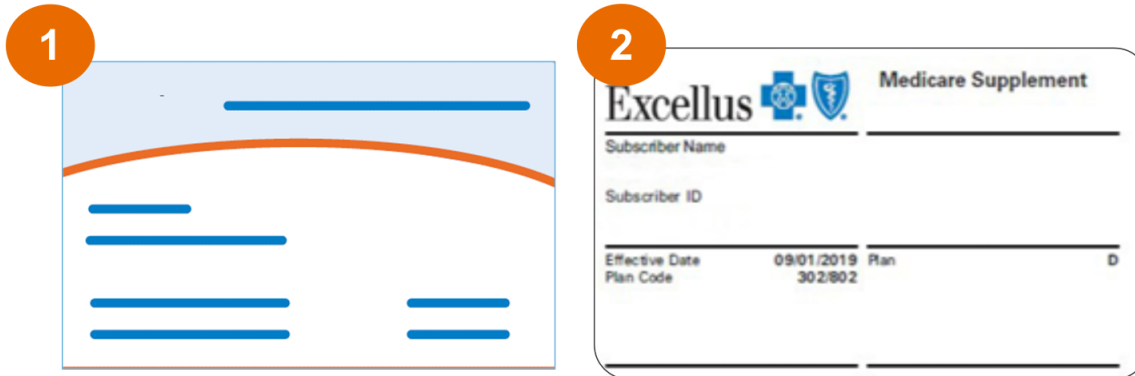 1
2
Excellus
Medicare Supplement
Subscriber Name
Subscriber ID
Effective Date 09/01/2019 Plan D
Plan Code 302/802